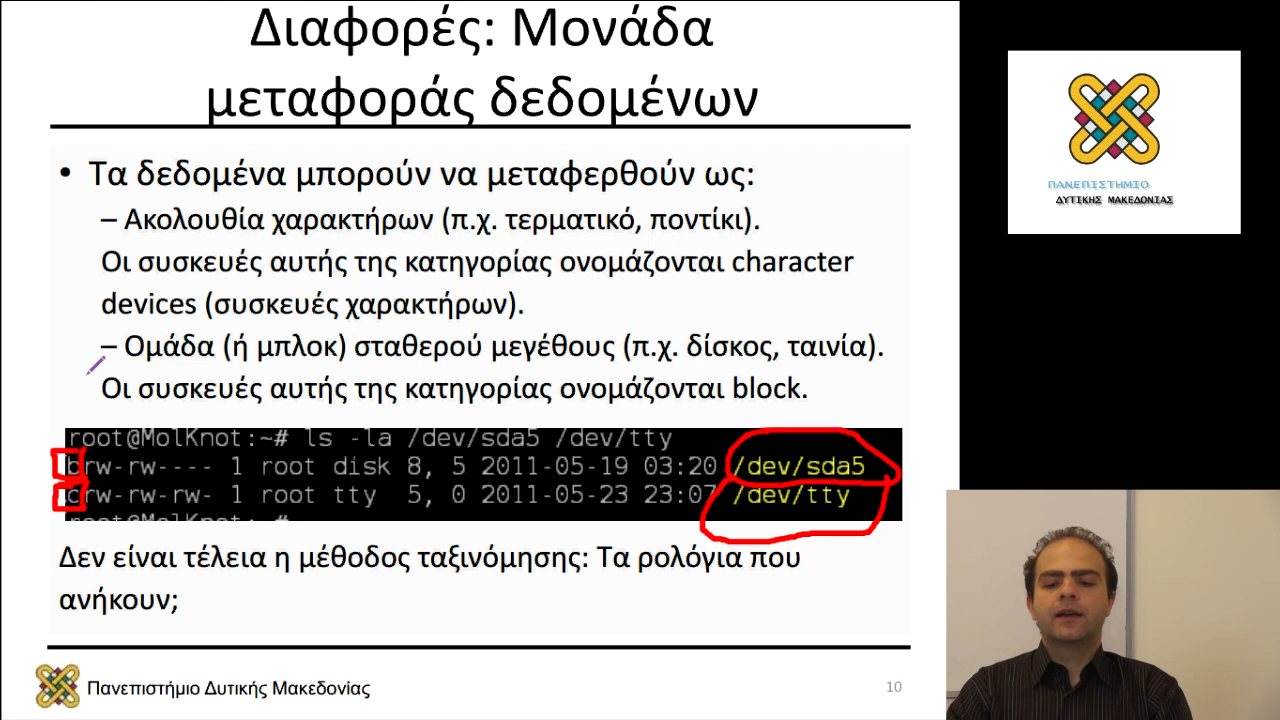 Διαφορές: Μονάδα
μεταφοράς δεδομένων
• Τα δεδομένα μπορούν να μεταφερθούν ως:
– Ακολουθία χαρακτήρων (π.χ. τερματικό, ποντίκι).
Οι συσκευές αυτής της κατηγορίας ονομάζονται character
devices (συσκευές χαρακτήρων).
– Ομάδα (ή μπλοκ) σταθερού μεγέθους (π.χ. δίσκος, ταινία).
Οι συσκευές αυτής της κατηγορίας ονομάζονται block.
root@MolKnot:~# ls -la /dev/sda5 /dev/tty
brw-rw---- 1 root disk 8, 5 2011-05-19 03:20 /dev/sda5
crw-rw-rw- 1 root tty 5, 0 2011-05-23 23:07 /dev/tty
root@MolKnot:~#
Δεν είναι τέλεια η μέθοδος ταξινόμησης: Τα ρολόγια που
ανήκουν;
Πανεπιστήμιο Δυτικής Μακεδονίας
10
ΠΑΝΕΠΙΣΤΗΜΙΟ
ΔΥΤΙΚΗΣ ΜΑΚΕΔΟΝΙΑΣ